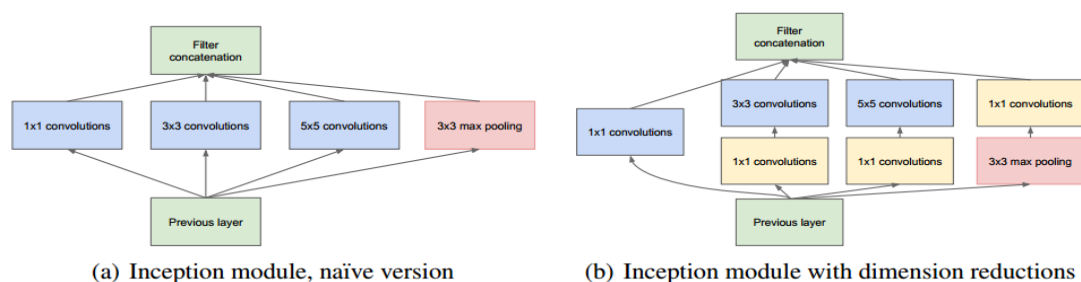 Filter
concatenation
1x1 convolutions
3x3 convolutions
5x5 convolutions
3x3 max pooling
Previous layer
(a) Inception module, naïve version
Filter
concatenation
3x3 convolutions
5x5 convolutions
1x1 convolutions
1x1 convolutions
1x1 convolutions
1x1 convolutions
3x3 max pooling
Previous layer
(b) Inception module with dimension reductions